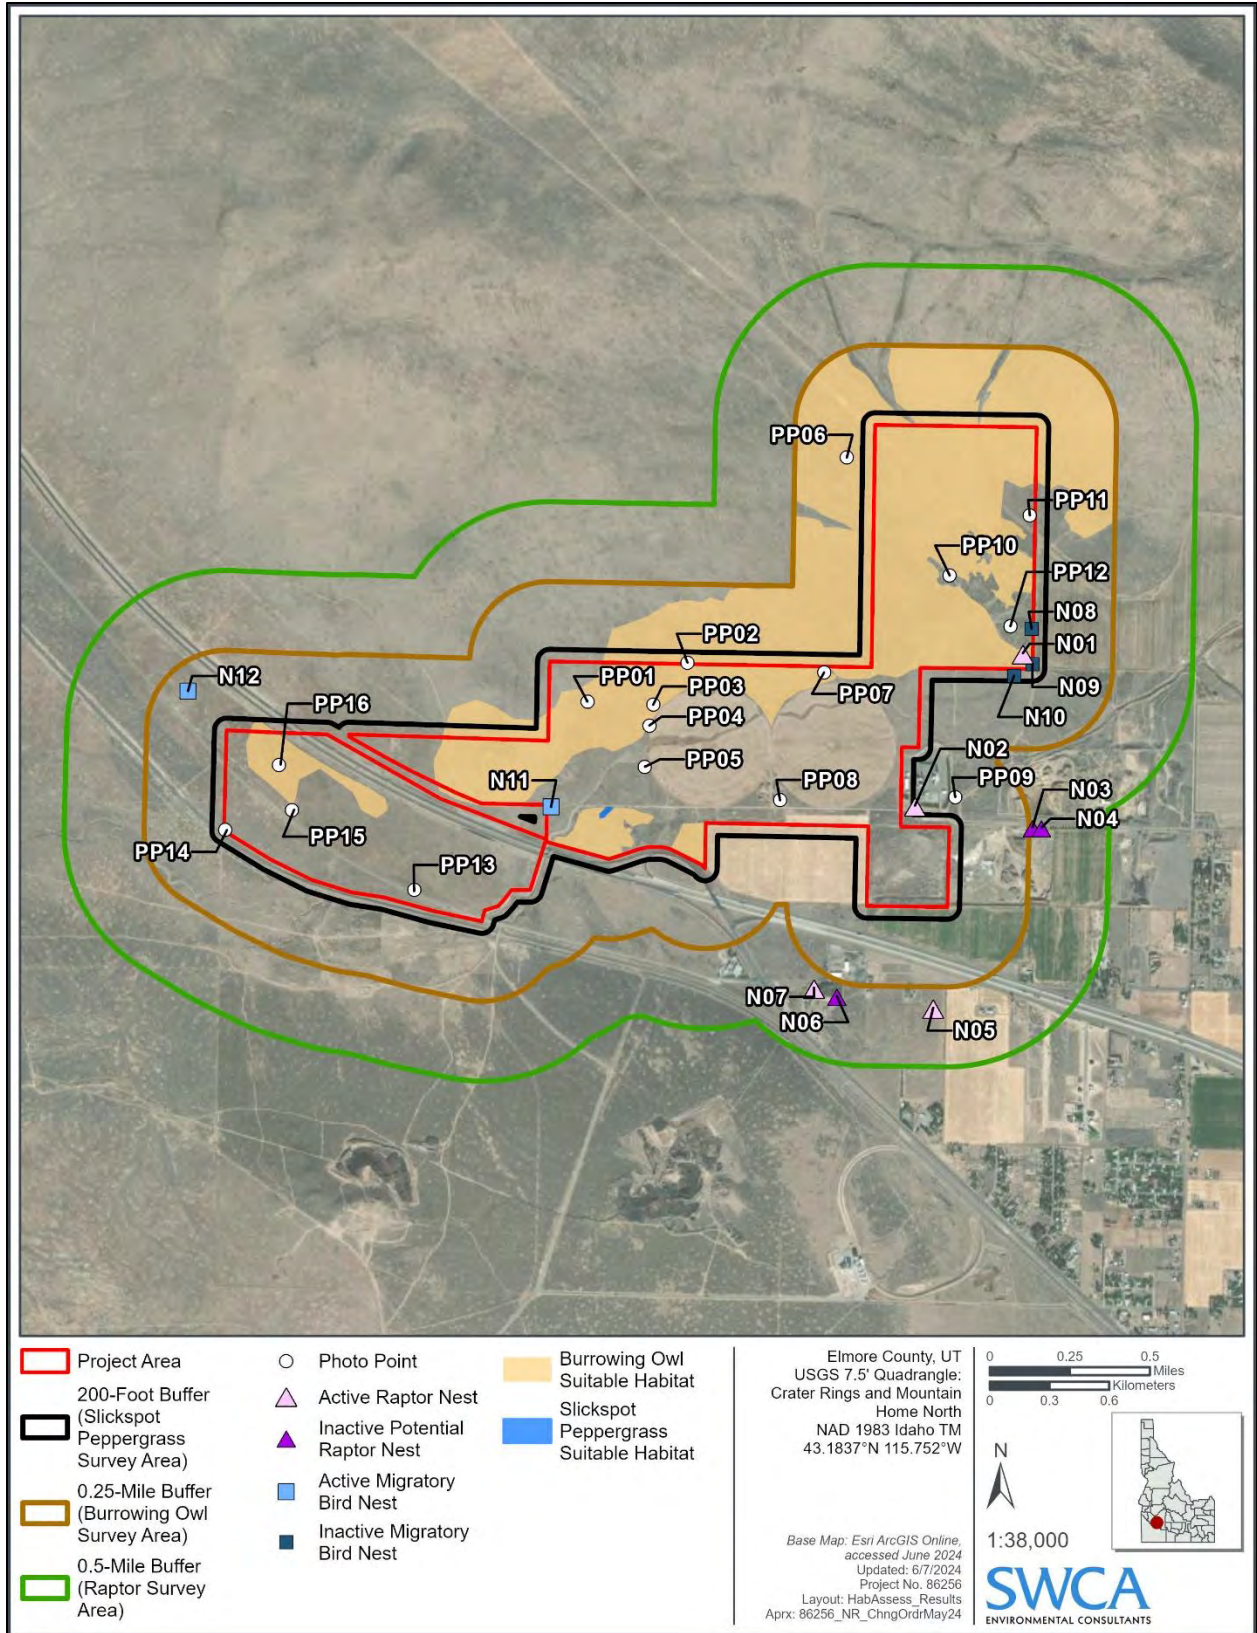 PP06
PP11
PP10
PP12
N08
N01
PP02
N12
PP01
PP03
PP16
PP07
N09
PP04
N10
N02
PP05
N11
PP08
PP09
N03
N04
PP14
PP15
PP13
N07
N06
N05
Project Area
200-Foot Buffer
(Slickspot
Peppergrass
Survey Area)
0.25-Mile Buffer
(Burrowing Owl
Survey Area)
0.5-Mile Buffer
(Raptor Survey
Area)
Photo Point
Active Raptor Nest
Inactive Potential
Raptor Nest
Active Migratory
Bird Nest
Inactive Migratory
Bird Nest
Burrowing Owl
Suitable Habitat
Slickspot
Peppergrass
Suitable Habitat
Elmore County, UT
USGS 7.5' Quadrangle:
Crater Rings and Mountain
Home North
NAD 1983 Idaho TM
43.1837°N 115.752°W
Base Map: Esri ArcGIS Online,
accessed June 2024
Updated: 6/7/2024
Project No. 86256
Layout: HabAssess_Results
Aprx: 86256_NR_ChngOrdrMay24
0 0.25 0.5
Miles
Kilometers
0 0.3 0.6
N
1:38,000
SWCA
ENVIRONMENTAL CONSULTANTS